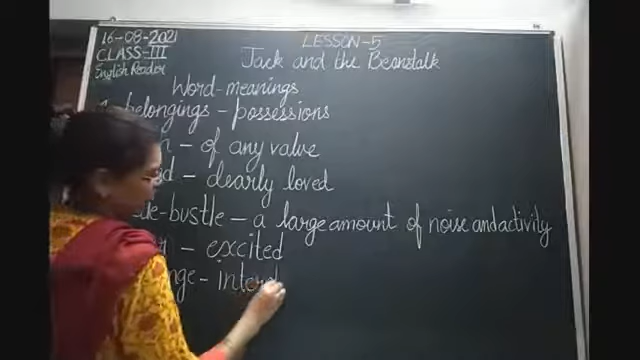 16-08-2021
CLASS-III
English Reader
LESSON-5
Jack and the Beanstalk
Word-meanings
belongings - possessions
- of any value
- dearly loved
-bustle - a large amount of noise and activity
- excited
- inter